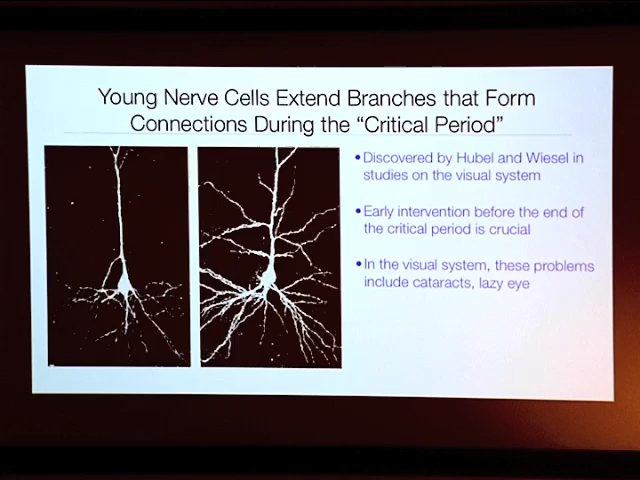 Young Nerve Cells Extend Branches that Form
Connections During the “Critical Period”
• Discovered by Hubel and Wiesel in
studies on the visual system
• Early intervention before the end of
the critical period is crucial
• In the visual system, these problems
include cataracts, lazy eye